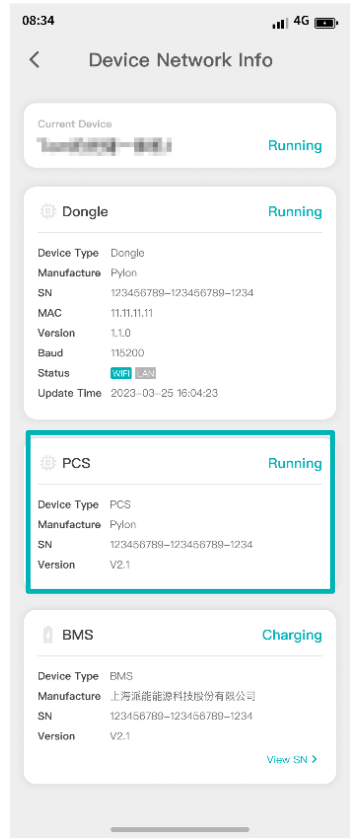 08:34
4G
Device Network Info
Current Device
Running
Dongle
Running
Device Type Dongle
Manufacture Pylon
SN 123456789-123456789-1234
MAC 11.11.11.11
Version 1.1.0
Baud 115200
Status WIFI LAN
Update Time 2023-03-25 16:04:23
PCS
Running
Device Type PCS
Manufacture Pylon
SN 123456789-123456789-1234
Version V2.1
BMS
Charging
Device Type BMS
Manufacture 上海派能能源科技股份有限公司
SN 123456789-123456789-1234
Version V2.1
View SN >